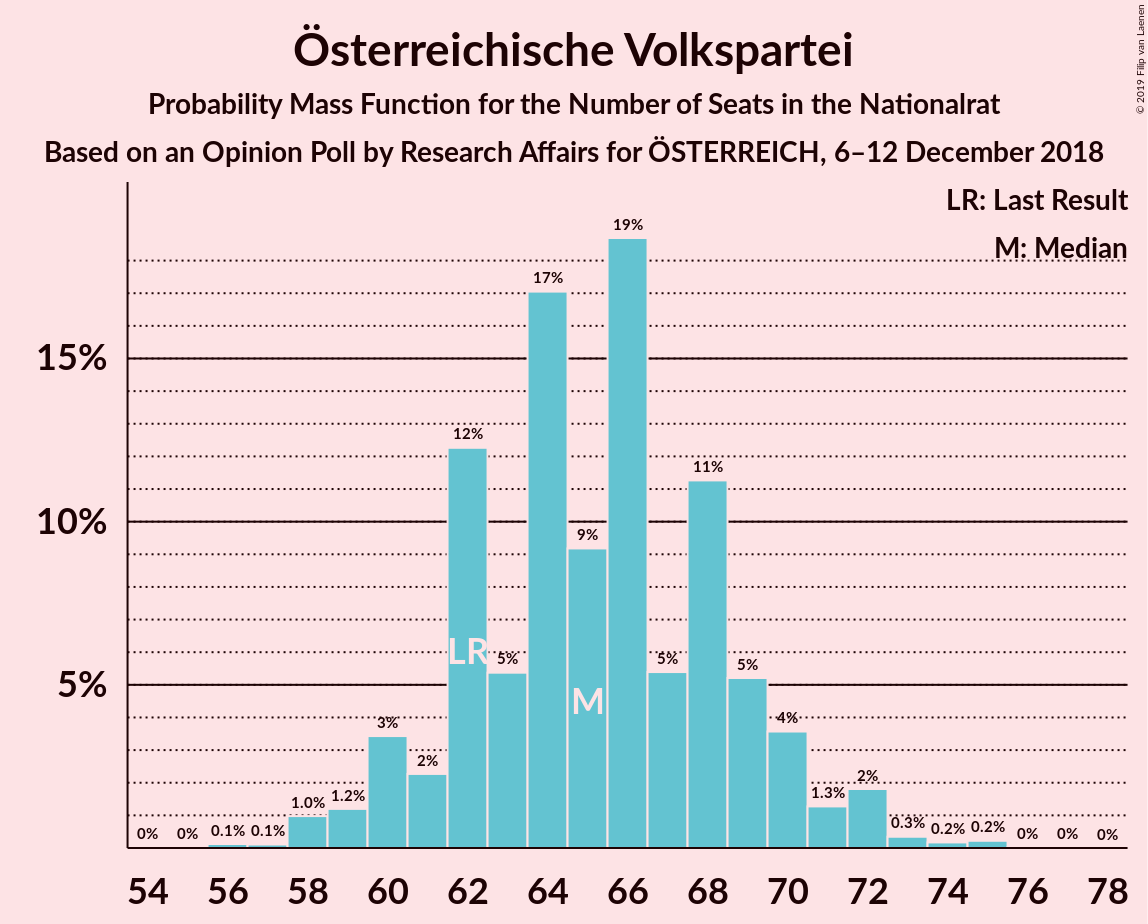 Österreichische Volkspartei
Probability Mass Function for the Number of Seats in the Nationalrat
Based on an Opinion Poll by Research Affairs for ÖSTERREICH, 6–12 December 2018
© 2019 Filip van Laenen
LR: Last Result
M: Median
15%
10%
5%
0% 0% 0.1% 0.1% 1.0% 1.2% 3% 2% 12% 5% 17% 9% 19% 5% 11% 5% 4% 1.3% 2% 0.3% 0.2% 0.2% 0% 0% 0%
LR
M
54 56 58 60 62 64 66 68 70 72 74 76 78